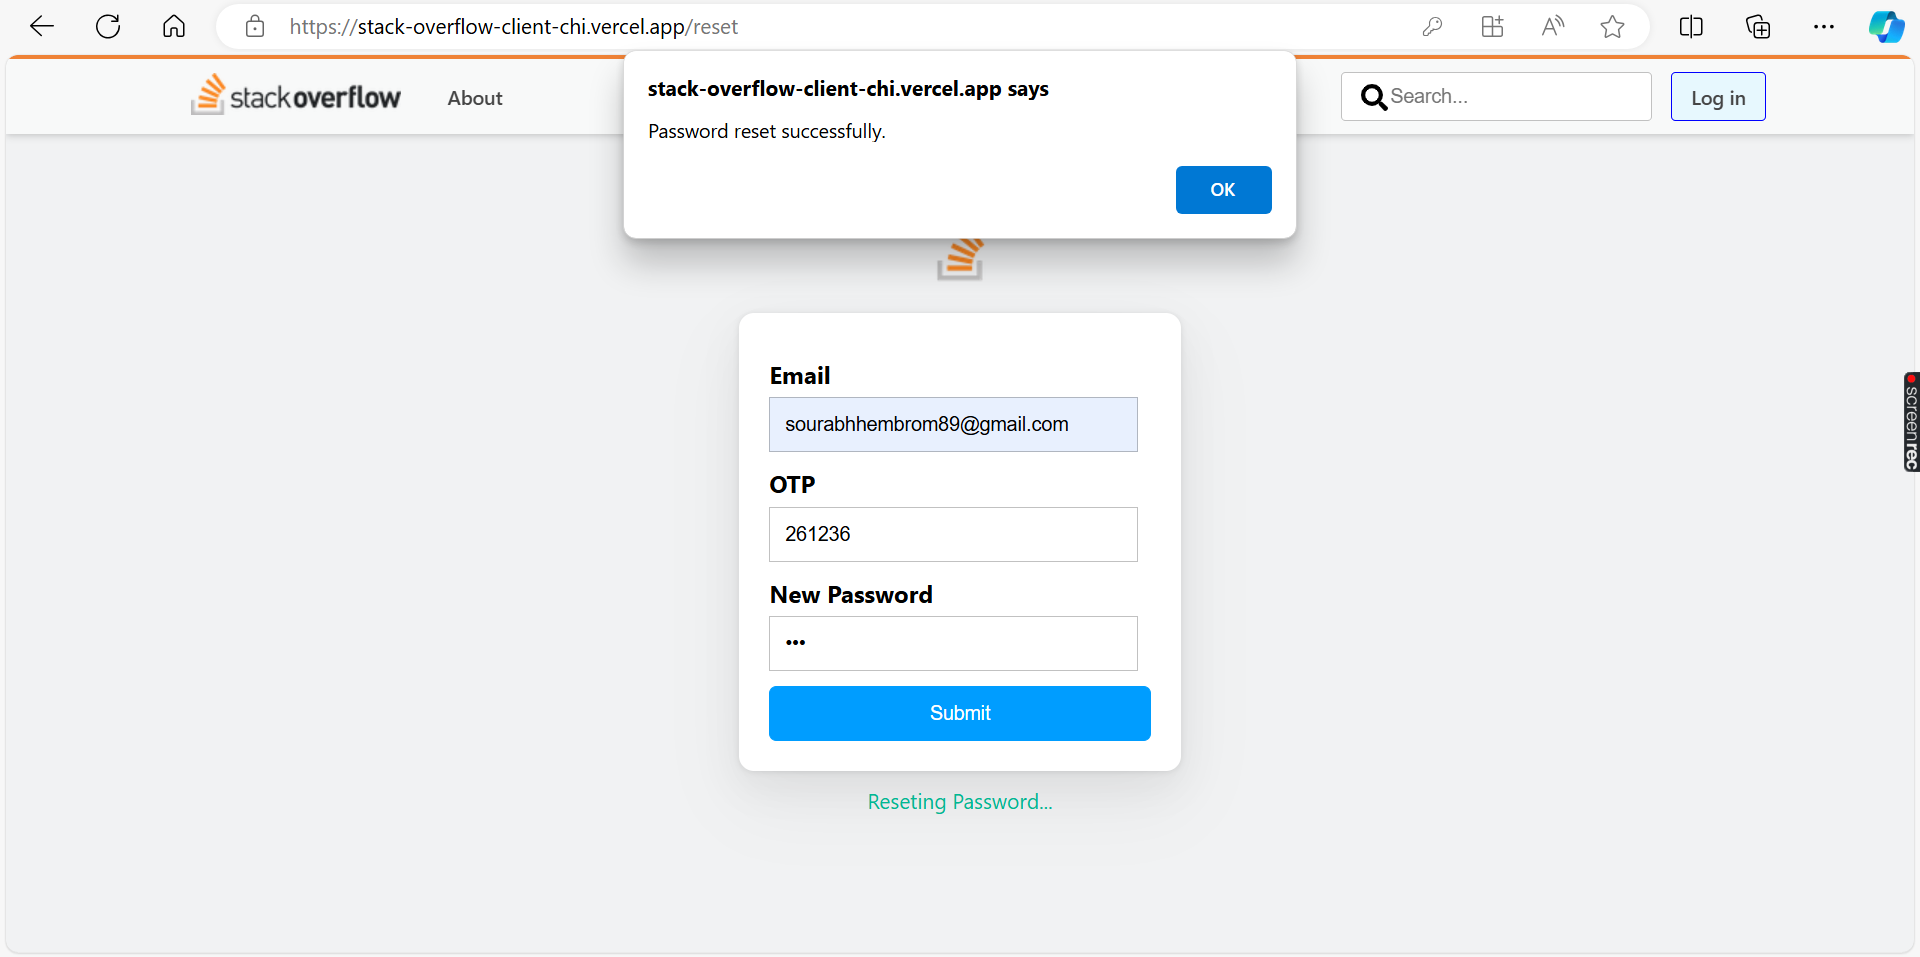 https://stack-overflow-client-chi.vercel.app/reset
stack-overflow-client-chi.vercel.app says
Password reset successfully.
OK
stackoverflow
About
Search...
Log in
Email
sourabhhembrom89@gmail.com
OTP
261236
New Password
•••
Submit
Reseting Password...
screenrec